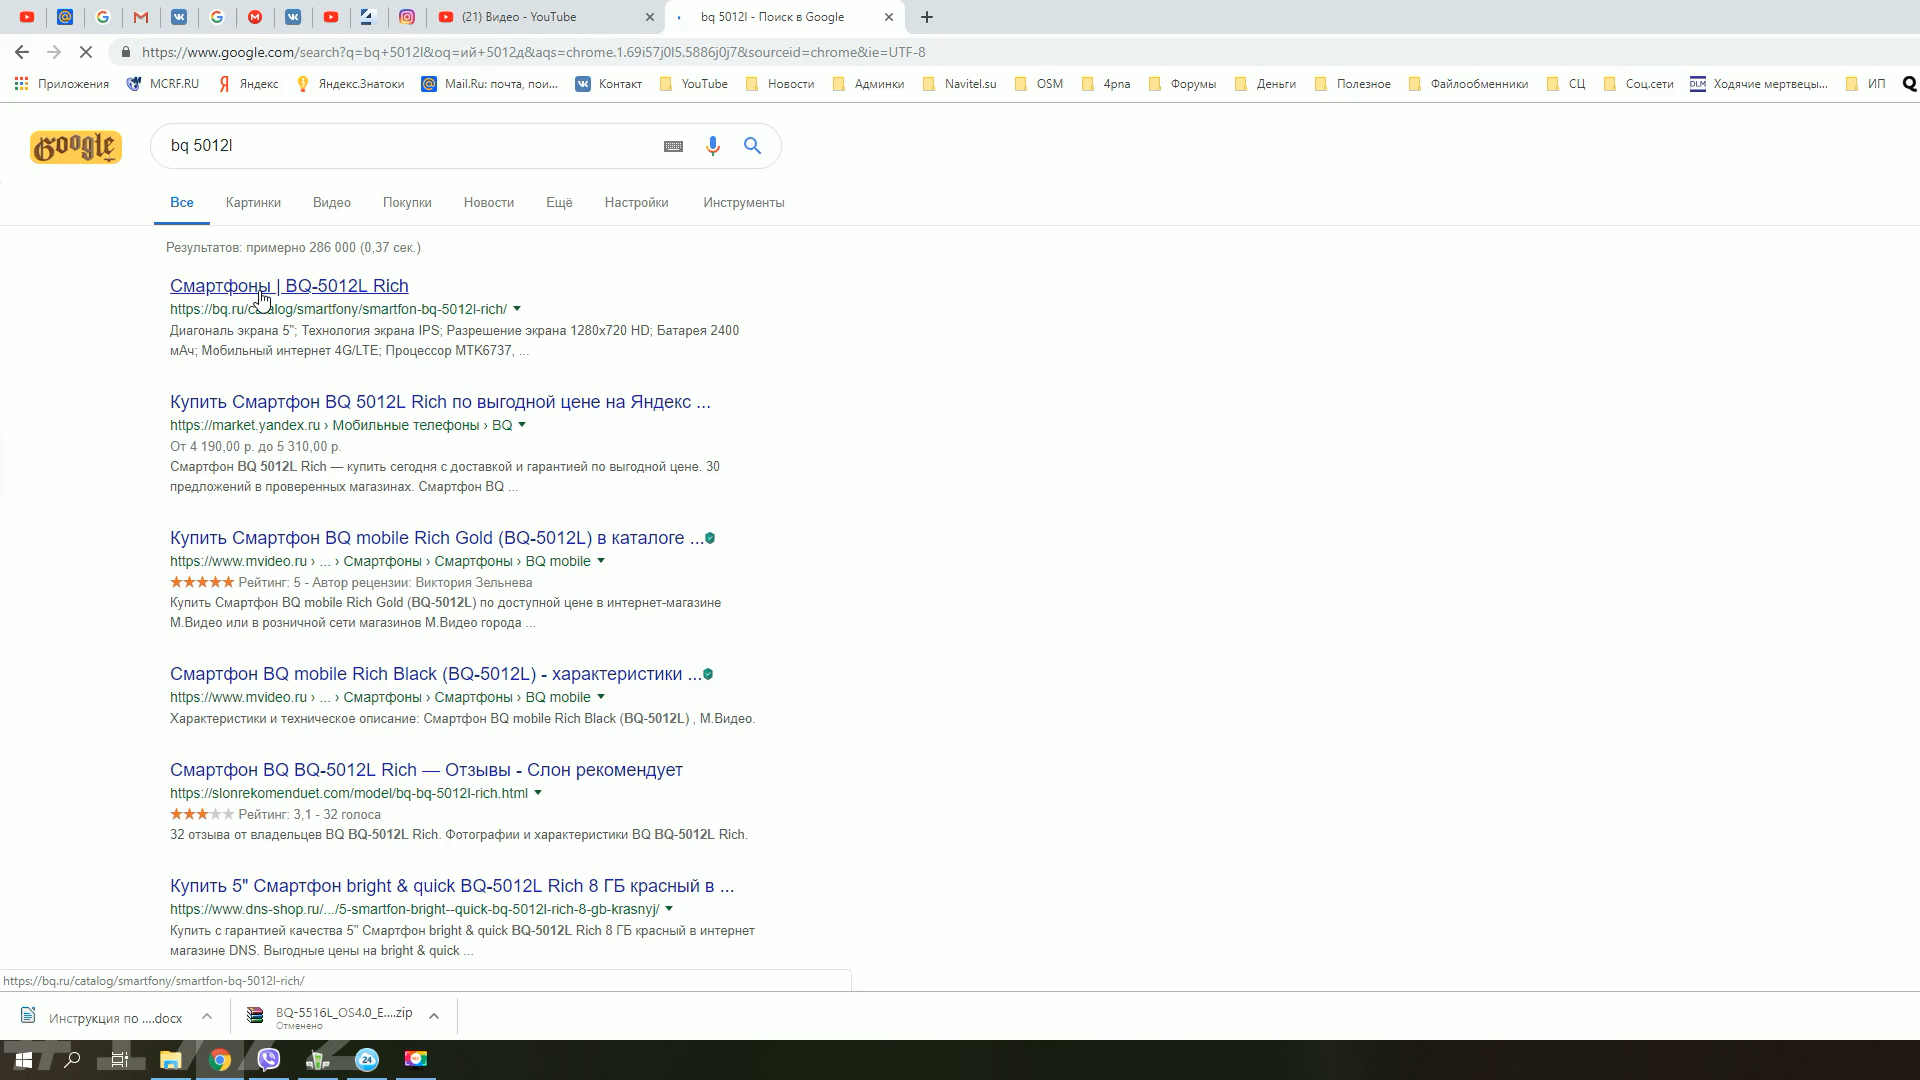 (21) Видео - YouTube
bq 5012l - Поиск в Google
https://www.google.com/search?q=bq+5012l&oq=ий+5012д&aqs=chrome.1.69i57j0l5.5886j0j7&sourceid=chrome&ie=UTF-8
Приложения MCRF.RU Яндекс Яндекс.Знатоки Mail.Ru: почта, пои... Контакт YouTube Новости Админки Navitel.su OSM 4pna Форумы Деньги Полезное Файлообменники СЦ Соц.сети Ходячие мертвецы... ИП
Google
bq 5012l
Все Картинки Видео Покупки Новости Ещё Настройки Инструменты
Результатов: примерно 286 000 (0,37 сек.)
Смартфоны | BQ-5012L Rich
https://bq.ru/catalog/smartfony/smartfon-bq-5012l-rich/
Диагональ экрана 5"; Технология экрана IPS; Разрешение экрана 1280x720 HD; Батарея 2400
мАч; Мобильный интернет 4G/LTE; Процессор MTK6737, ...
Купить Смартфон BQ 5012L Rich по выгодной цене на Яндекс ...
https://market.yandex.ru › Мобильные телефоны › BQ
От 4 190,00 р. до 5 310,00 р.
Смартфон BQ 5012L Rich — купить сегодня с доставкой и гарантией по выгодной цене. 30
предложений в проверенных магазинах. Смартфон BQ ...
Купить Смартфон BQ mobile Rich Gold (BQ-5012L) в каталоге ...
https://www.mvideo.ru › ... › Смартфоны › Смартфоны › BQ mobile
Рейтинг: 5 - Автор рецензии: Виктория Зельнева
Купить Смартфон BQ mobile Rich Gold (BQ-5012L) по доступной цене в интернет-магазине
М.Видео или в розничной сети магазинов М.Видео города ...
Смартфон BQ mobile Rich Black (BQ-5012L) - характеристики ...
https://www.mvideo.ru › ... › Смартфоны › Смартфоны › BQ mobile
Характеристики и техническое описание: Смартфон BQ mobile Rich Black (BQ-5012L) , М.Видео.
Смартфон BQ BQ-5012L Rich — Отзывы - Слон рекомендует
https://slonrekomenduet.com/model/bq-bq-5012l-rich.html
Рейтинг: 3,1 - 32 голоса
32 отзыва от владельцев BQ BQ-5012L Rich. Фотографии и характеристики BQ BQ-5012L Rich.
Купить 5" Смартфон bright & quick BQ-5012L Rich 8 ГБ красный в ...
https://www.dns-shop.ru/.../5-smartfon-bright--quick-bq-5012l-rich-8-gb-krasnyj/
Купить с гарантией качества 5" Смартфон bright & quick BQ-5012L Rich 8 ГБ красный в интернет
магазине DNS. Выгодные цены на bright & quick ...
https://bq.ru/catalog/smartfony/smartfon-bq-5012l-rich/
Инструкция по ....docx
BQ-5516L_OS4.0_E....zip
Отменено
24